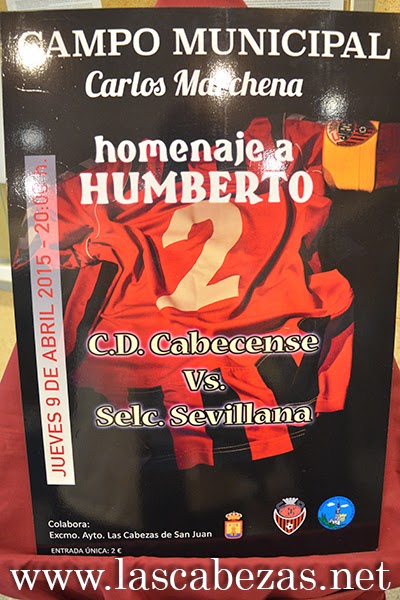 CAMPO MUNICIPAL
Carlos Marchena
homenaje a
HUMBERTO
JUEVES 9 DE ABRIL 2015 - 20:00 h.
2
C.D. Cabecense
Vs.
Selc. Sevillana
Colabora:
Excmo. Ayto. Las Cabezas de San Juan
ENTRADA ÚNICA: 2 €
www.lascabezas.net